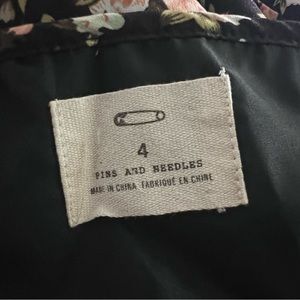 4
PINS AND NEEDLES
MADE IN CHINA FABRIQUÉ EN CHINE